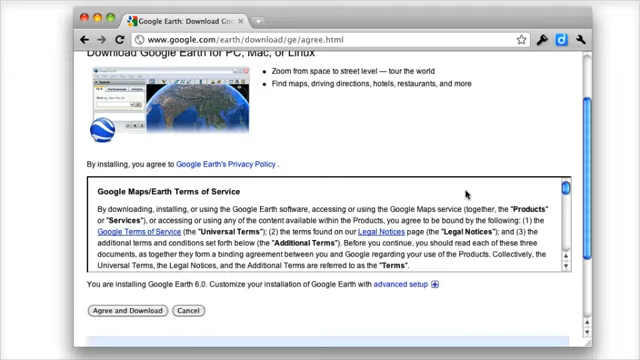 Google Earth: Download Goo
www.google.com/earth/download/ge/agree.html
Download Google Earth for PC, Mac, or Linux
Zoom from space to street level — tour the world
Find maps, driving directions, hotels, restaurants, and more
By installing, you agree to Google Earth's Privacy Policy .
Google Maps/Earth Terms of Service
By downloading, installing, or using the Google Earth software, accessing or using the Google Maps service (together, the "Products"
or "Services"), or accessing or using any of the content available within the Products, you agree to be bound by the following: (1) the
Google Terms of Service (the "Universal Terms"); (2) the terms found on our Legal Notices page (the "Legal Notices"); and (3) the
additional terms and conditions set forth below (the "Additional Terms"). Before you continue, you should read each of these three
documents, as together they form a binding agreement between you and Google regarding your use of the Products. Collectively, the
Universal Terms, the Legal Notices, and the Additional Terms are referred to as the "Terms".
You are installing Google Earth 6.0. Customize your installation of Google Earth with advanced setup
Agree and Download
Cancel